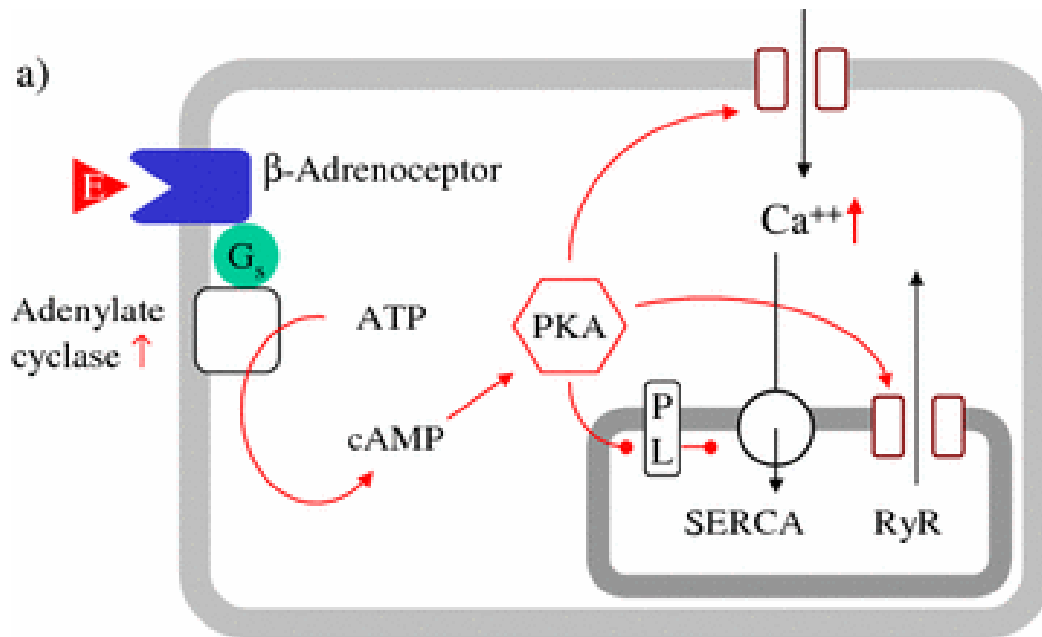 a)
E
β-Adrenoceptor
Gs
Adenylate
cyclase ↑
ATP
cAMP
PKA
Ca++ ↑
P
L
SERCA
RyR